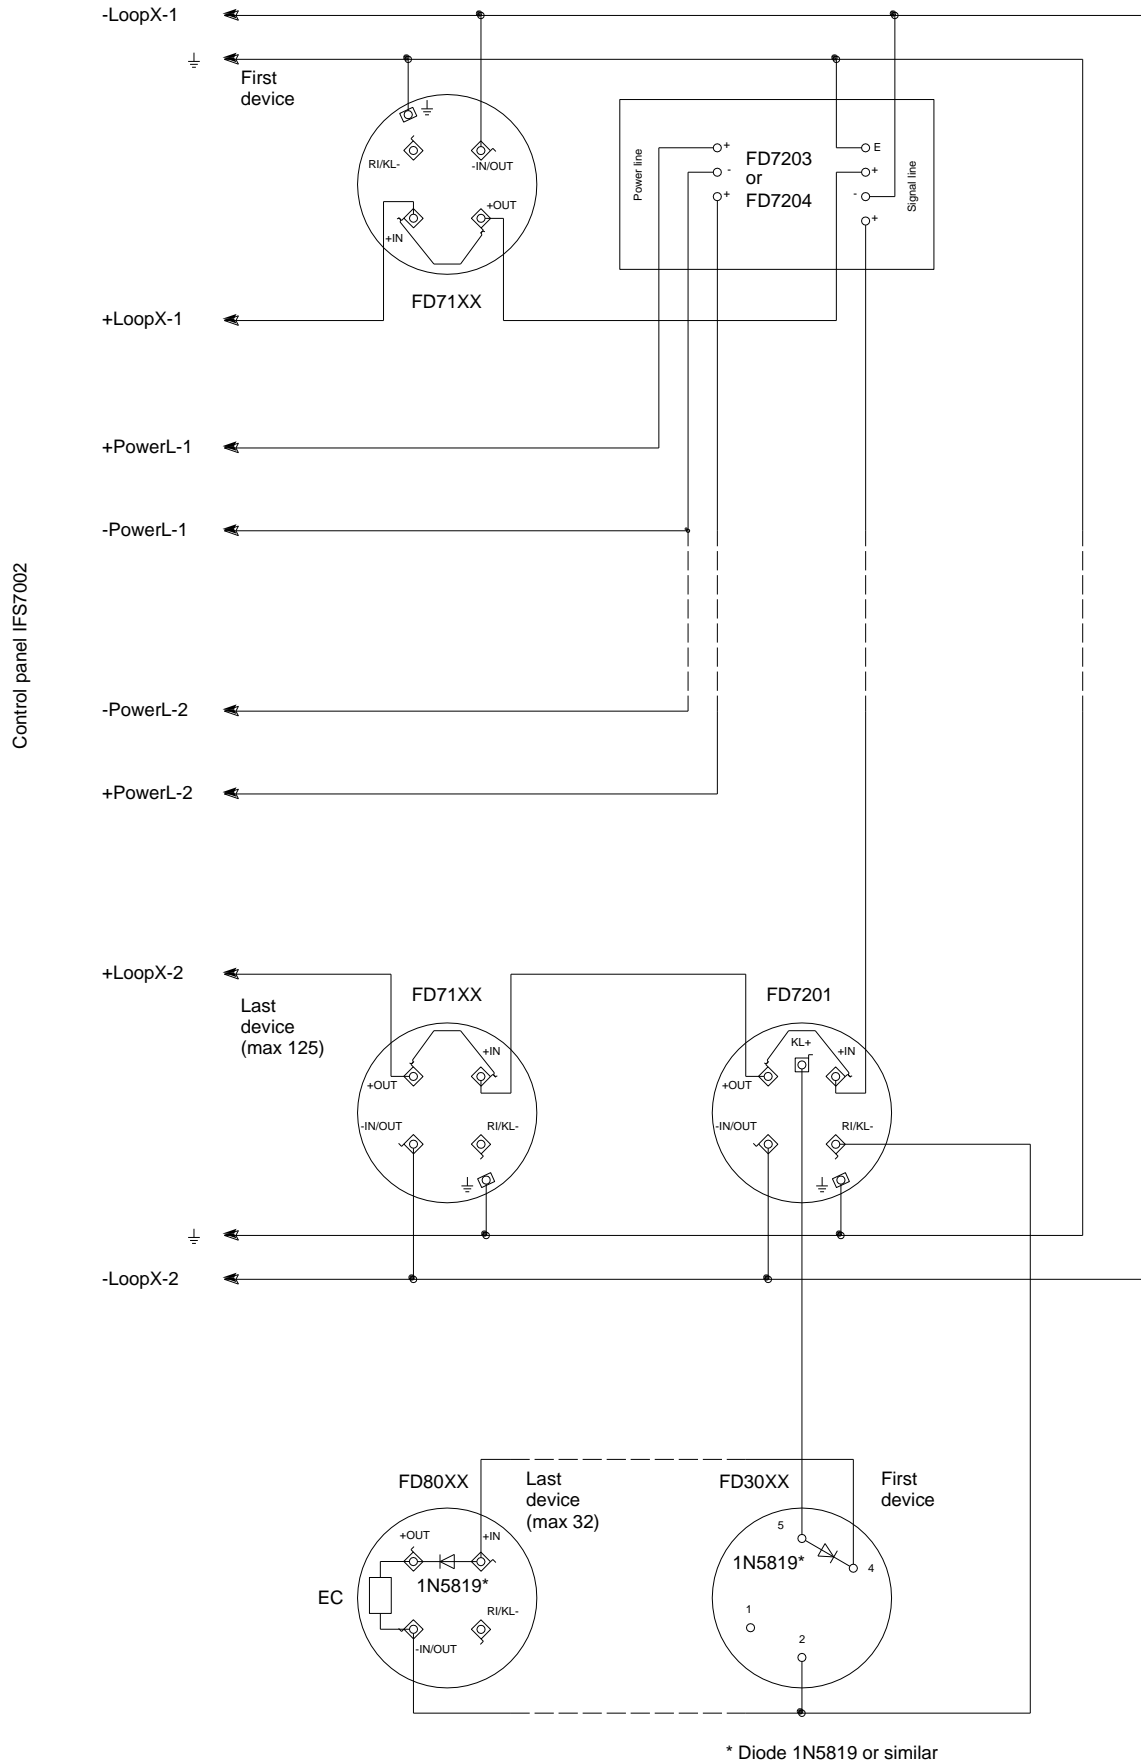 -LoopX-1
First
device
RI/KL-
-IN/OUT
+OUT
+IN
FD71XX
Power line
+
-
+
FD7203
or
FD7204
E
+
-
+
Signal line
+LoopX-1
+PowerL-1
-PowerL-1
Control panel IFS7002
-PowerL-2
+PowerL-2
+LoopX-2
Last
device
(max 125)
FD71XX
+IN
+OUT
-IN/OUT
RI/KL-
FD7201
KL+
+IN
+OUT
-IN/OUT
RI/KL-
-LoopX-2
FD80XX
Last
device
(max 32)
FD30XX
First
device
+OUT
+IN
1N5819*
EC
RI/KL-
-IN/OUT
5
1N5819*
4
1
2
* Diode 1N5819 or similar